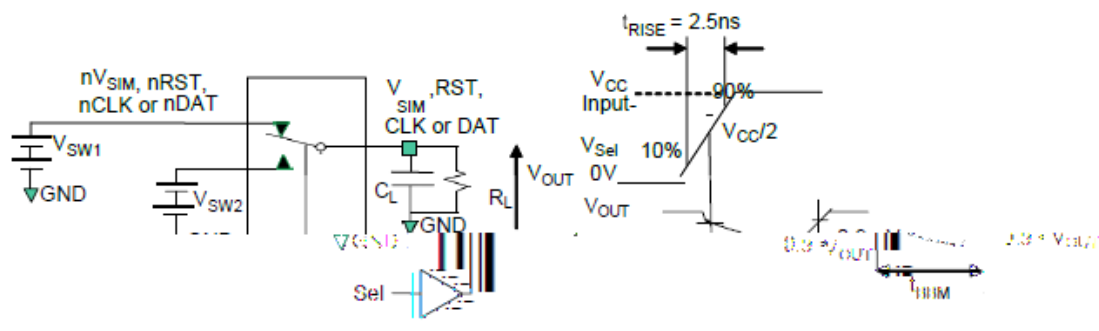 tRISE = 2.5ns
nVSIM, nRST,
nCLK or nDAT
VSIM ,RST,
CLK or DAT
VCC
Input-
90%
VCC/2
VSW1
GND
VSW2
CL
RL
VOUT
GND
VSel
10%
0V
VOUT
GND
Sel
tBBM